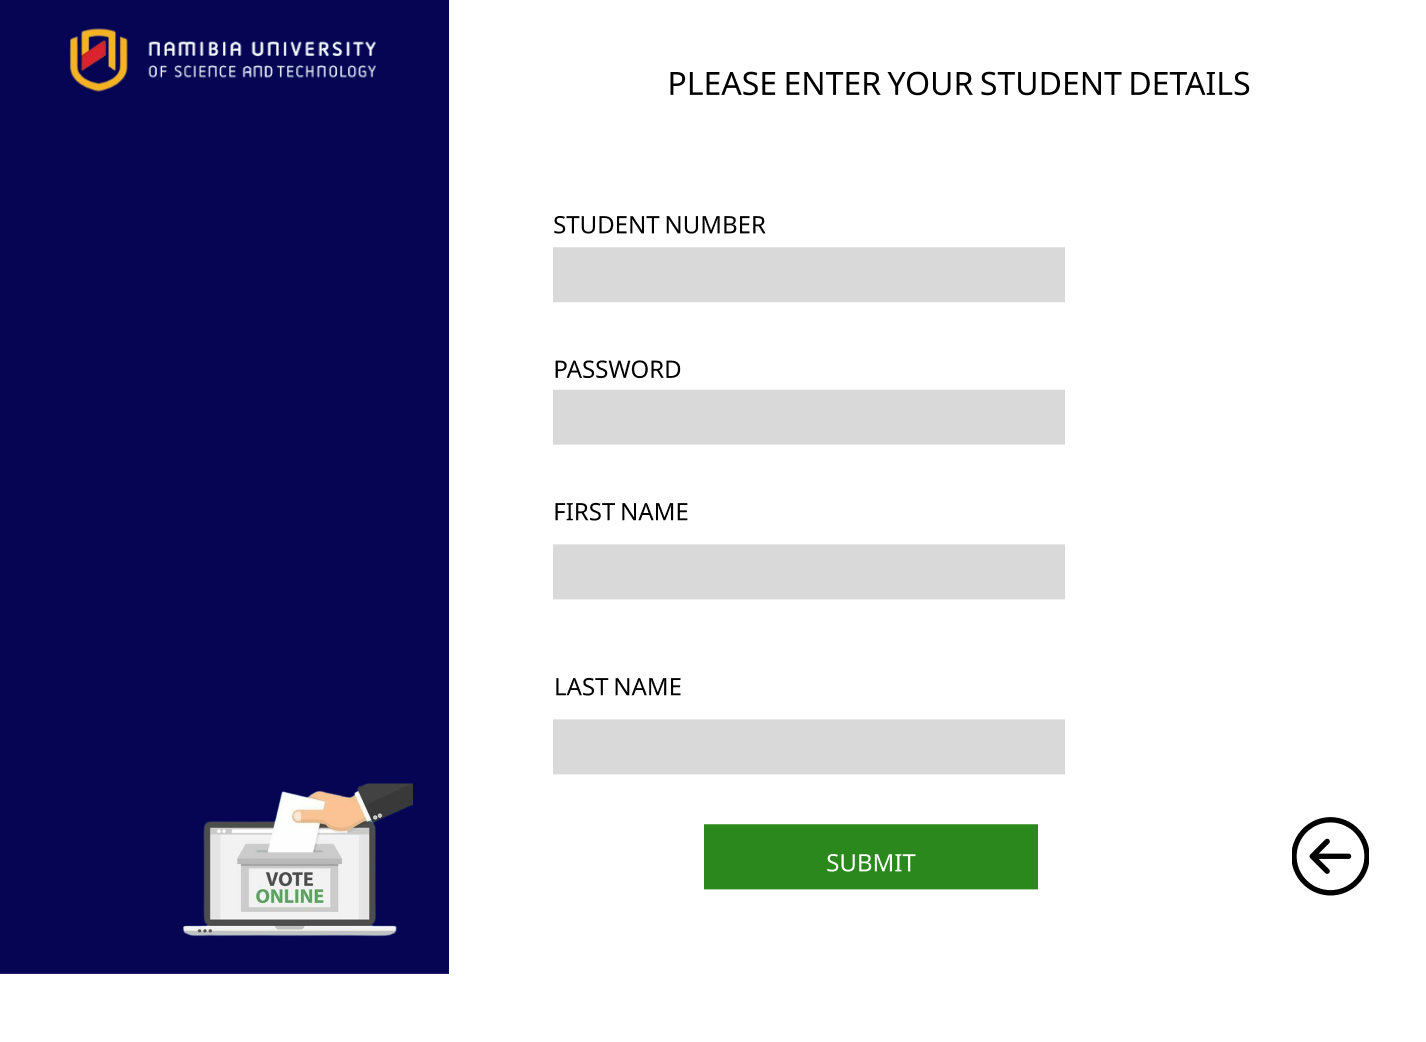 NAMIBIA UNIVERSITY
OF SCIENCE AND TECHNOLOGY
PLEASE ENTER YOUR STUDENT DETAILS
STUDENT NUMBER
PASSWORD
FIRST NAME
LAST NAME
SUBMIT
VOTE
ONLINE